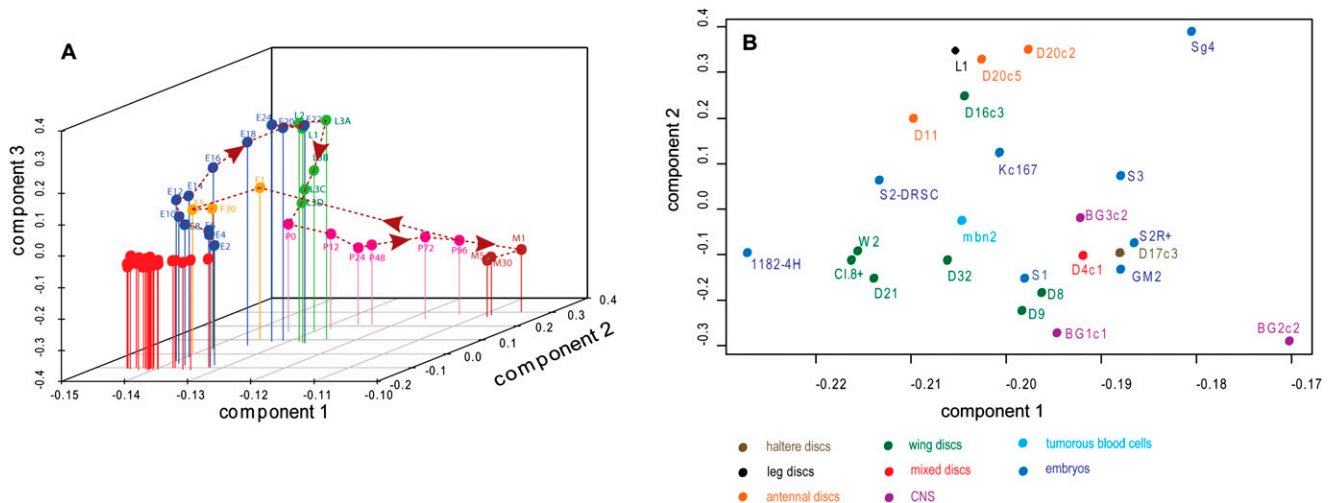 A
component 3
0.4
0.3
0.2
0.1
0.0
-0.1
-0.2
-0.3
-0.4
-0.15
-0.14
-0.13
-0.12
-0.11
-0.10
component 1
-0.2
-0.1
0.0
0.1
0.2
0.3
0.4
component 2
E24
E20
L2
E22
L3A
E18
L1
E16
L3B
E14
E12
F1
L3C
L3D
F30
E10
E8
E4
E2
P0
P12
P24
P48
P72
P96
M1
M5
M30
B
component 2
0.4
0.3
0.2
0.1
0.0
-0.1
-0.2
-0.3
Sg4
L1
D20c2
D20c5
D16c3
D11
Kc167
S2-DRSC
S3
BG3c2
mbn2
S2R+
W2
D17c3
1182-4H
Cl.8+
D32
D4c1
GM2
D21
S1
D8
D9
BG1c1
BG2c2
-0.22
-0.21
-0.20
-0.19
-0.18
-0.17
component 1
haltere discs
wing discs
tumorous blood cells
leg discs
mixed discs
embryos
antennal discs
CNS